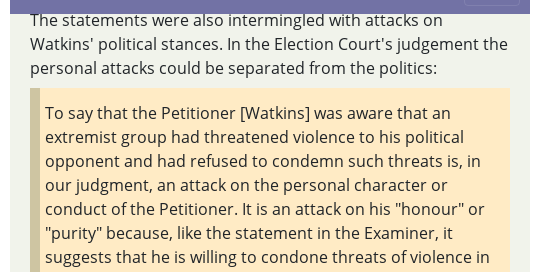 The statements were also intermingled with attacks on
Watkins' political stances. In the Election Court's judgement the
personal attacks could be separated from the politics:
To say that the Petitioner [Watkins] was aware that an
extremist group had threatened violence to his political
opponent and had refused to condemn such threats is, in
our judgment, an attack on the personal character or
conduct of the Petitioner. It is an attack on his "honour" or
"purity" because, like the statement in the Examiner, it
suggests that he is willing to condone threats of violence in